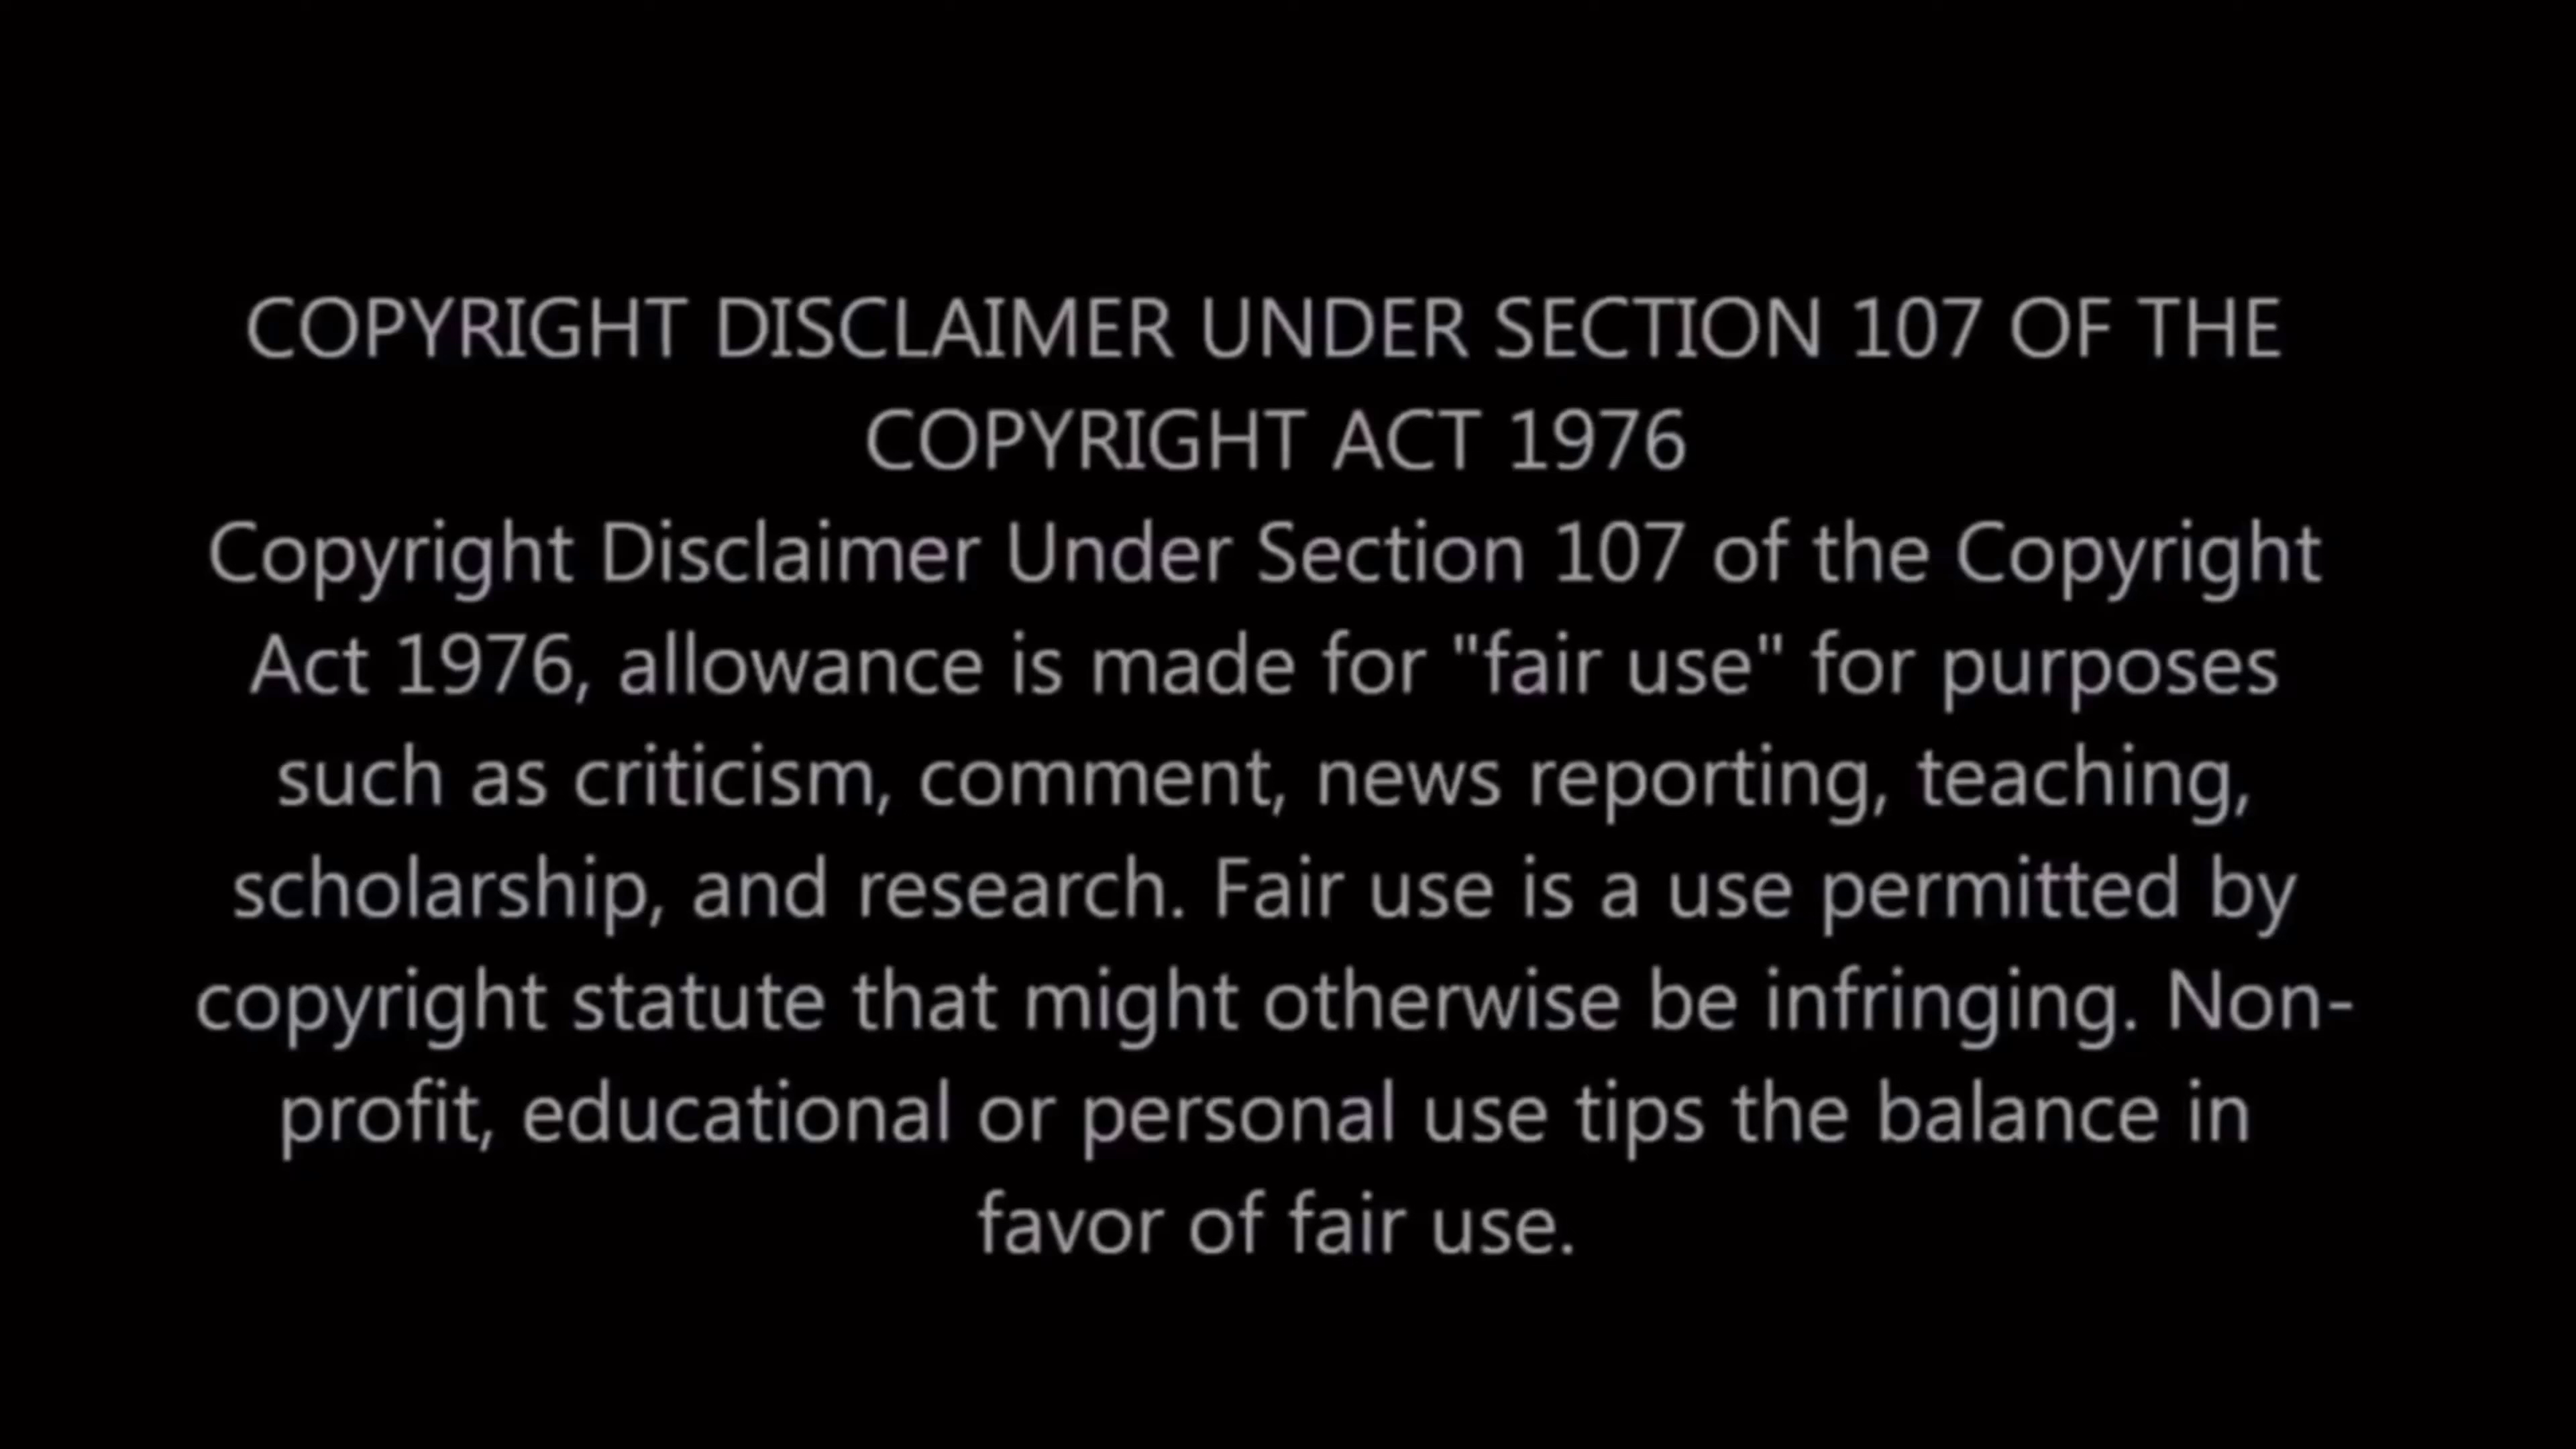 COPYRIGHT DISCLAIMER UNDER SECTION 107 OF THE
COPYRIGHT ACT 1976
Copyright Disclaimer Under Section 107 of the Copyright
Act 1976, allowance is made for "fair use" for purposes
such as criticism, comment, news reporting, teaching,
scholarship, and research. Fair use is a use permitted by
copyright statute that might otherwise be infringing. Non-
profit, educational or personal use tips the balance in
favor of fair use.